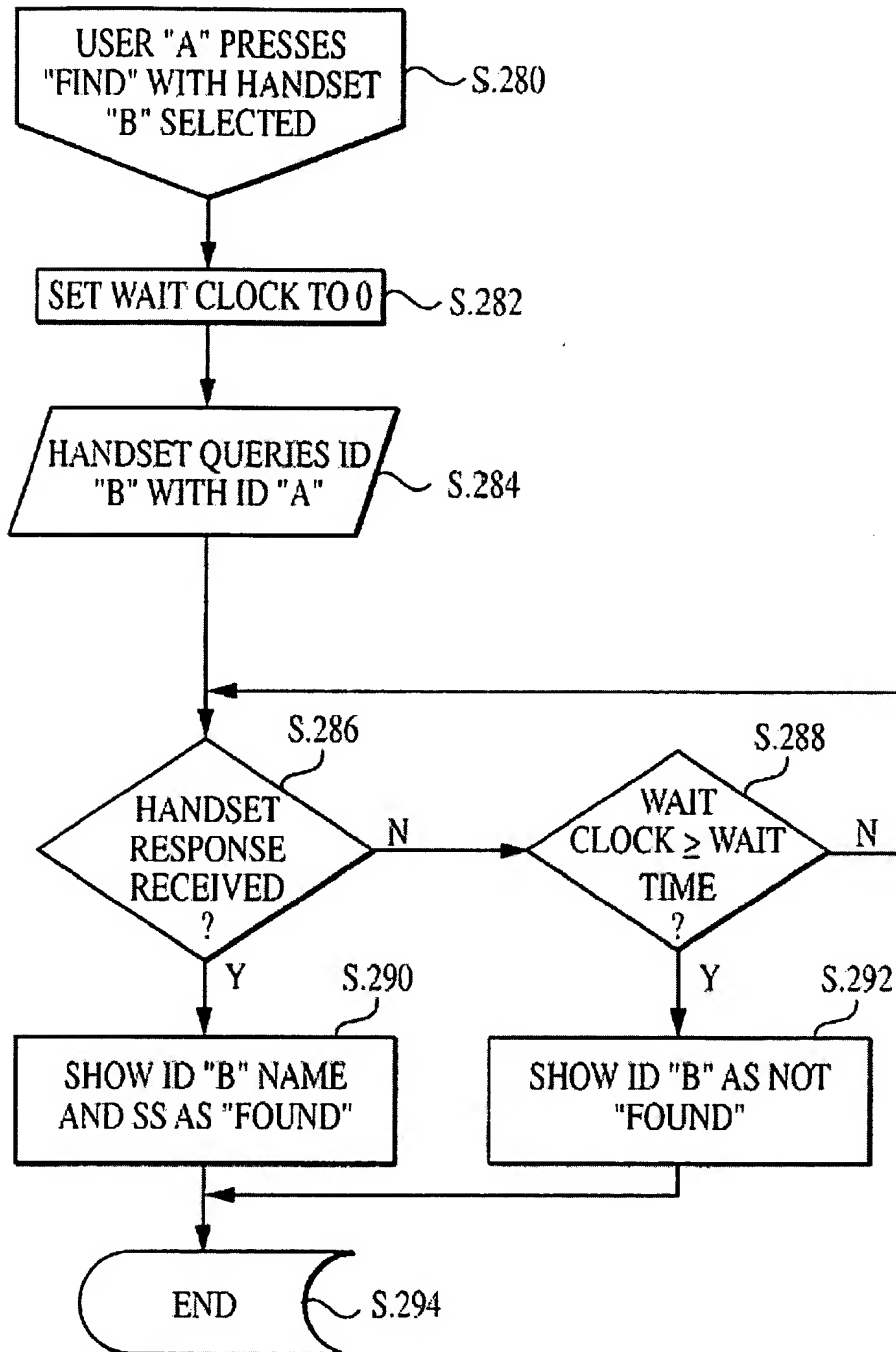 USER "A" PRESSES
"FIND" WITH HANDSET
"B" SELECTED
S.280
SET WAIT CLOCK TO 0
S.282
HANDSET QUERIES ID
"B" WITH ID "A"
S.284
S.286
HANDSET
RESPONSE
RECEIVED
?
N
Y
S.288
WAIT
CLOCK ≥ WAIT
TIME
?
N
Y
S.290
SHOW ID "B" NAME
AND SS AS "FOUND"
S.292
SHOW ID "B" AS NOT
"FOUND"
END
S.294